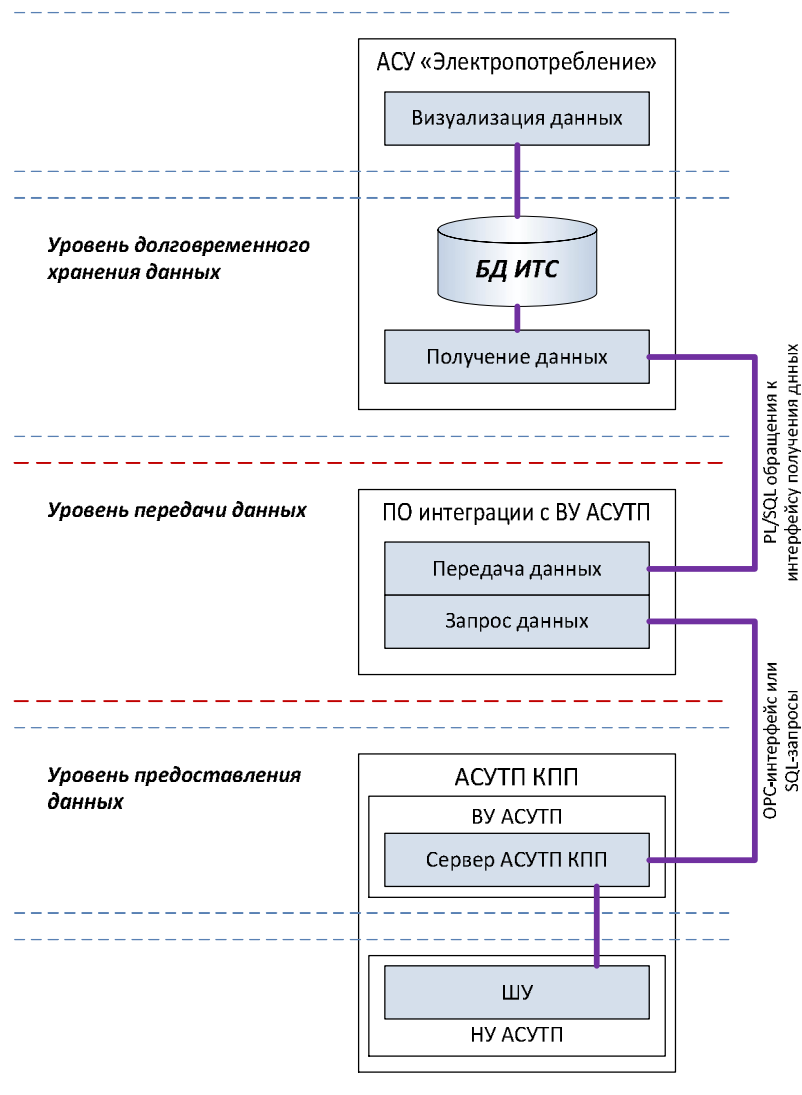 АСУ «Электропотребление»
Визуализация данных
Уровень долговременного
хранения данных
БД ИТС
Получение данных
PL/SQL обращения к
интерфейсу получения днных
Уровень передачи данных
ПО интеграции с ВУ АСУТП
Передача данных
Запрос данных
OPC-интерфейс или
SQL-запросы
Уровень предоставления
данных
АСУТП КПП
ВУ АСУТП
Сервер АСУТП КПП
ШУ
НУ АСУТП